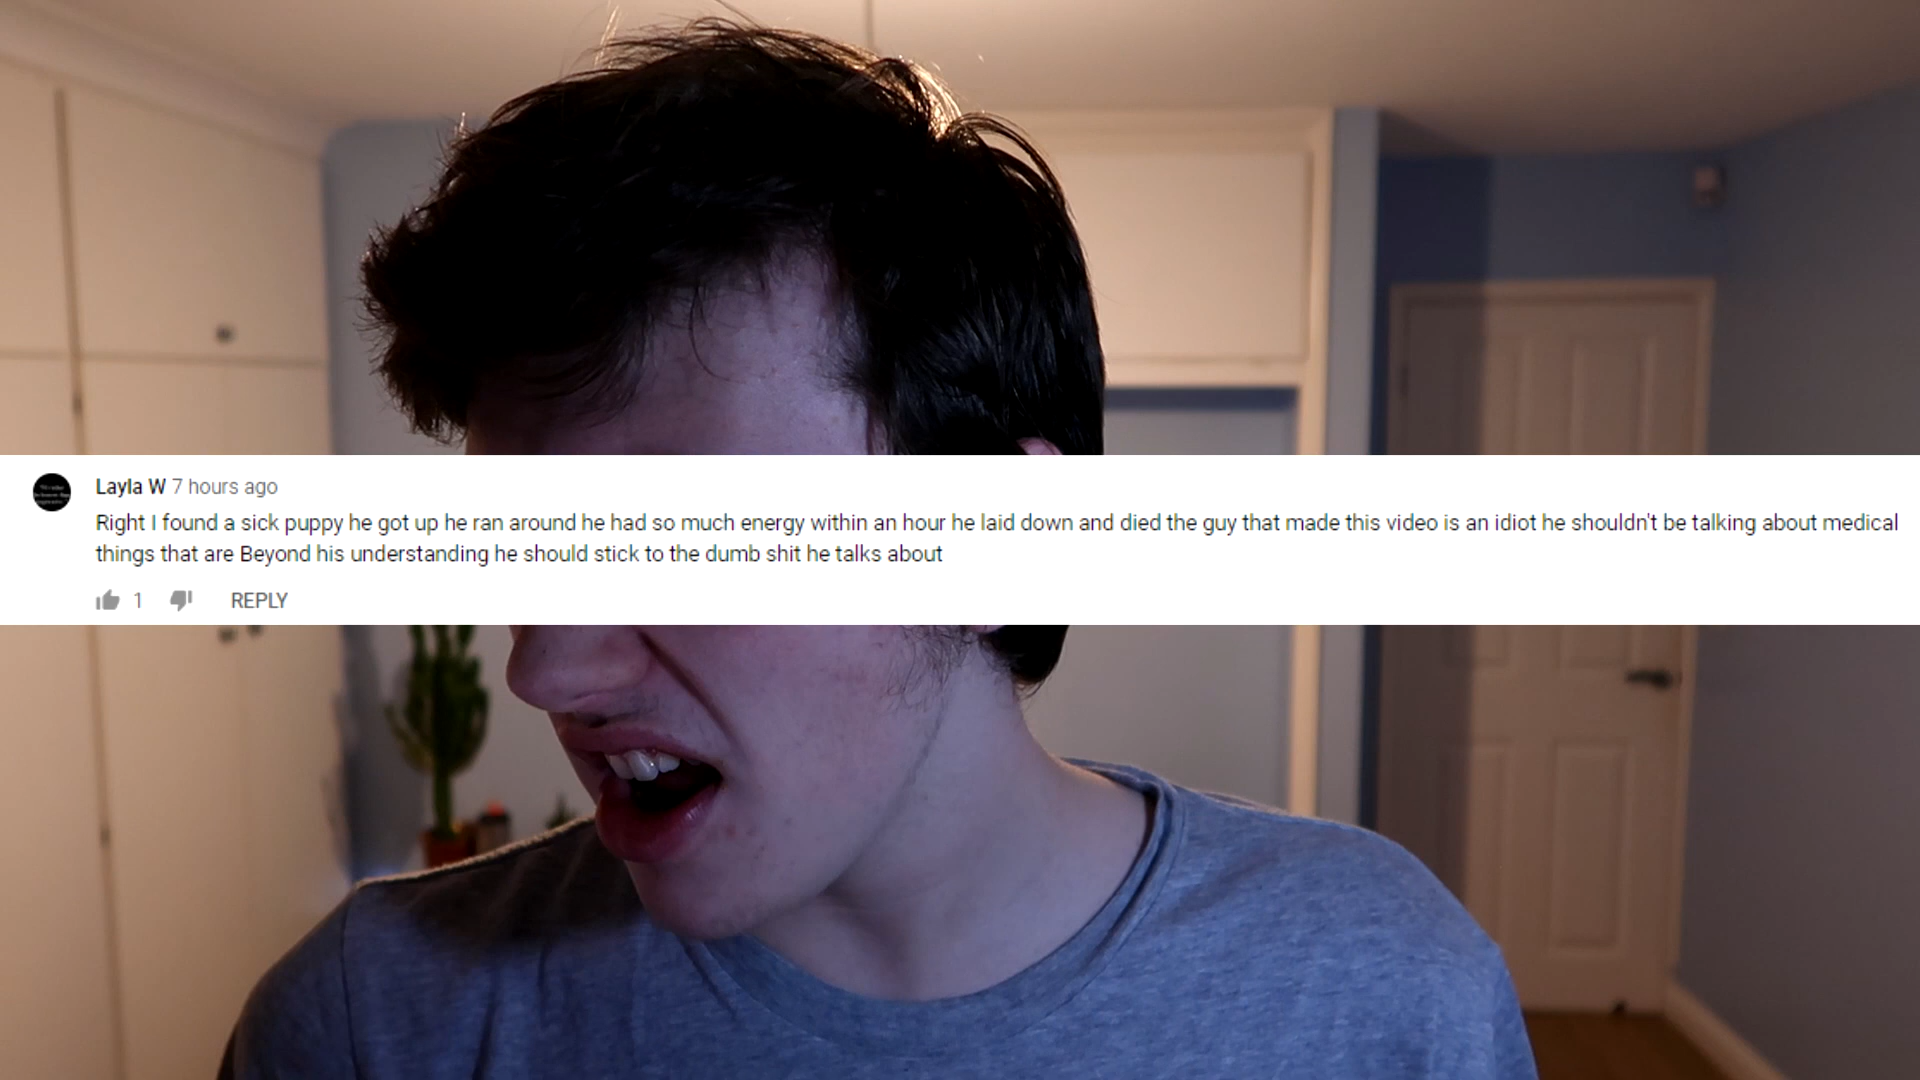 Layla W 7 hours ago
Right I found a sick puppy he got up he ran around he had so much energy within an hour he laid down and died the guy that made this video is an idiot he shouldn't be talking about medical
things that are Beyond his understanding he should stick to the dumb shit he talks about
1 REPLY